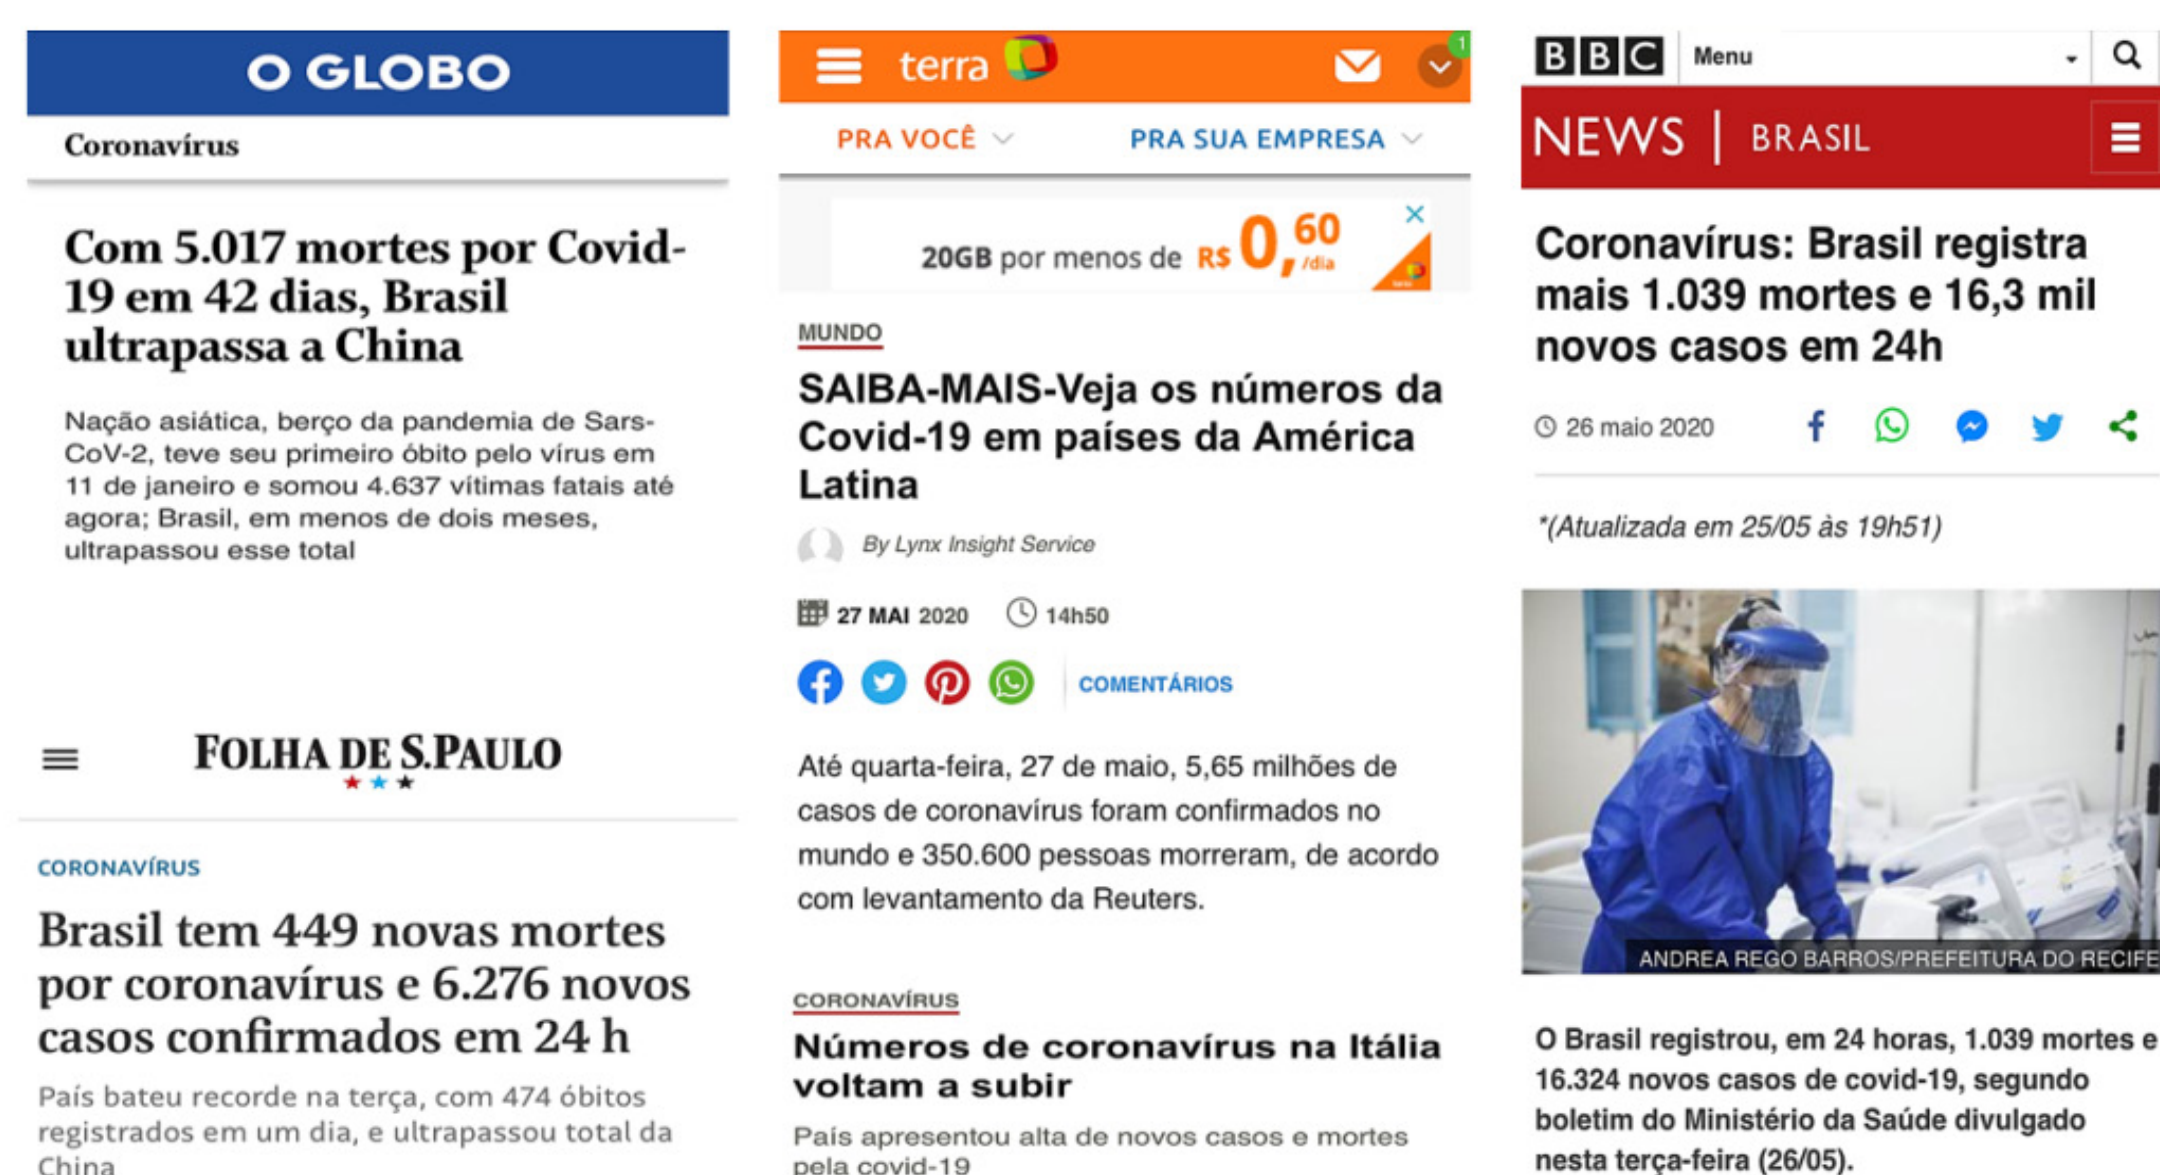 O GLOBO
Coronavírus
Com 5.017 mortes por Covid-
19 em 42 dias, Brasil
ultrapassa a China
Nação asiática, berço da pandemia de Sars-
CoV-2, teve seu primeiro óbito pelo vírus em
11 de janeiro e somou 4.637 vítimas fatais até
agora; Brasil, em menos de dois meses,
ultrapassou esse total
FOLHA DE S.PAULO
CORONAVÍRUS
Brasil tem 449 novas mortes
por coronavírus e 6.276 novos
casos confirmados em 24 h
País bateu recorde na terça, com 474 óbitos
registrados em um dia, e ultrapassou total da
China
terra
1
PRA VOCÊ
PRA SUA EMPRESA
20GB por menos de R$ 0,60 /dia
MUNDO
SAIBA-MAIS-Veja os números da
Covid-19 em países da América
Latina
By Lynx Insight Service
27 MAI 2020 14h50
COMENTÁRIOS
Até quarta-feira, 27 de maio, 5,65 milhões de
casos de coronavírus foram confirmados no
mundo e 350.600 pessoas morreram, de acordo
com levantamento da Reuters.
CORONAVÍRUS
Números de coronavírus na Itália
voltam a subir
País apresentou alta de novos casos e mortes
pela covid-19
BBC Menu
NEWS | BRASIL
Coronavírus: Brasil registra
mais 1.039 mortes e 16,3 mil
novos casos em 24h
26 maio 2020
*(Atualizada em 25/05 às 19h51)
ANDREA REGO BARROS/PREFEITURA DO RECIFE
O Brasil registrou, em 24 horas, 1.039 mortes e
16.324 novos casos de covid-19, segundo
boletim do Ministério da Saúde divulgado
nesta terça-feira (26/05).